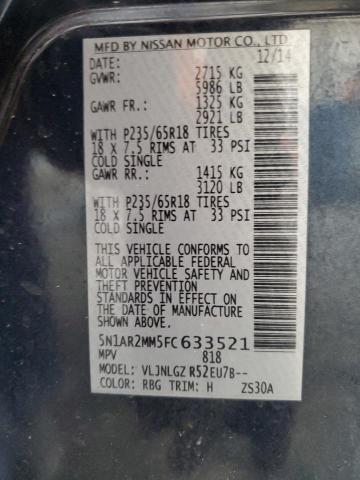 MFD BY NISSAN MOTOR CO., LTD
DATE: 12/14
GVWR: 2715 KG
5986 LB
GAWR FR.: 1325 KG
2921 LB
WITH P235/65R18 TIRES
18 X 7.5 RIMS AT 33 PSI
COLD SINGLE
GAWR RR.: 1415 KG
3120 LB
WITH P235/65R18 TIRES
18 X 7.5 RIMS AT 33 PSI
COLD SINGLE
THIS VEHICLE CONFORMS TO
ALL APPLICABLE FEDERAL
MOTOR VEHICLE SAFETY AND
THEFT PREVENTION
STANDARDS IN EFFECT ON
THE DATE OF MANUFACTURE
SHOWN ABOVE
5N1AR2MM5FC633521
MPV 818
MODEL: VLJNLGZ R52EU7B--
COLOR: RBG TRIM: H ZS30A